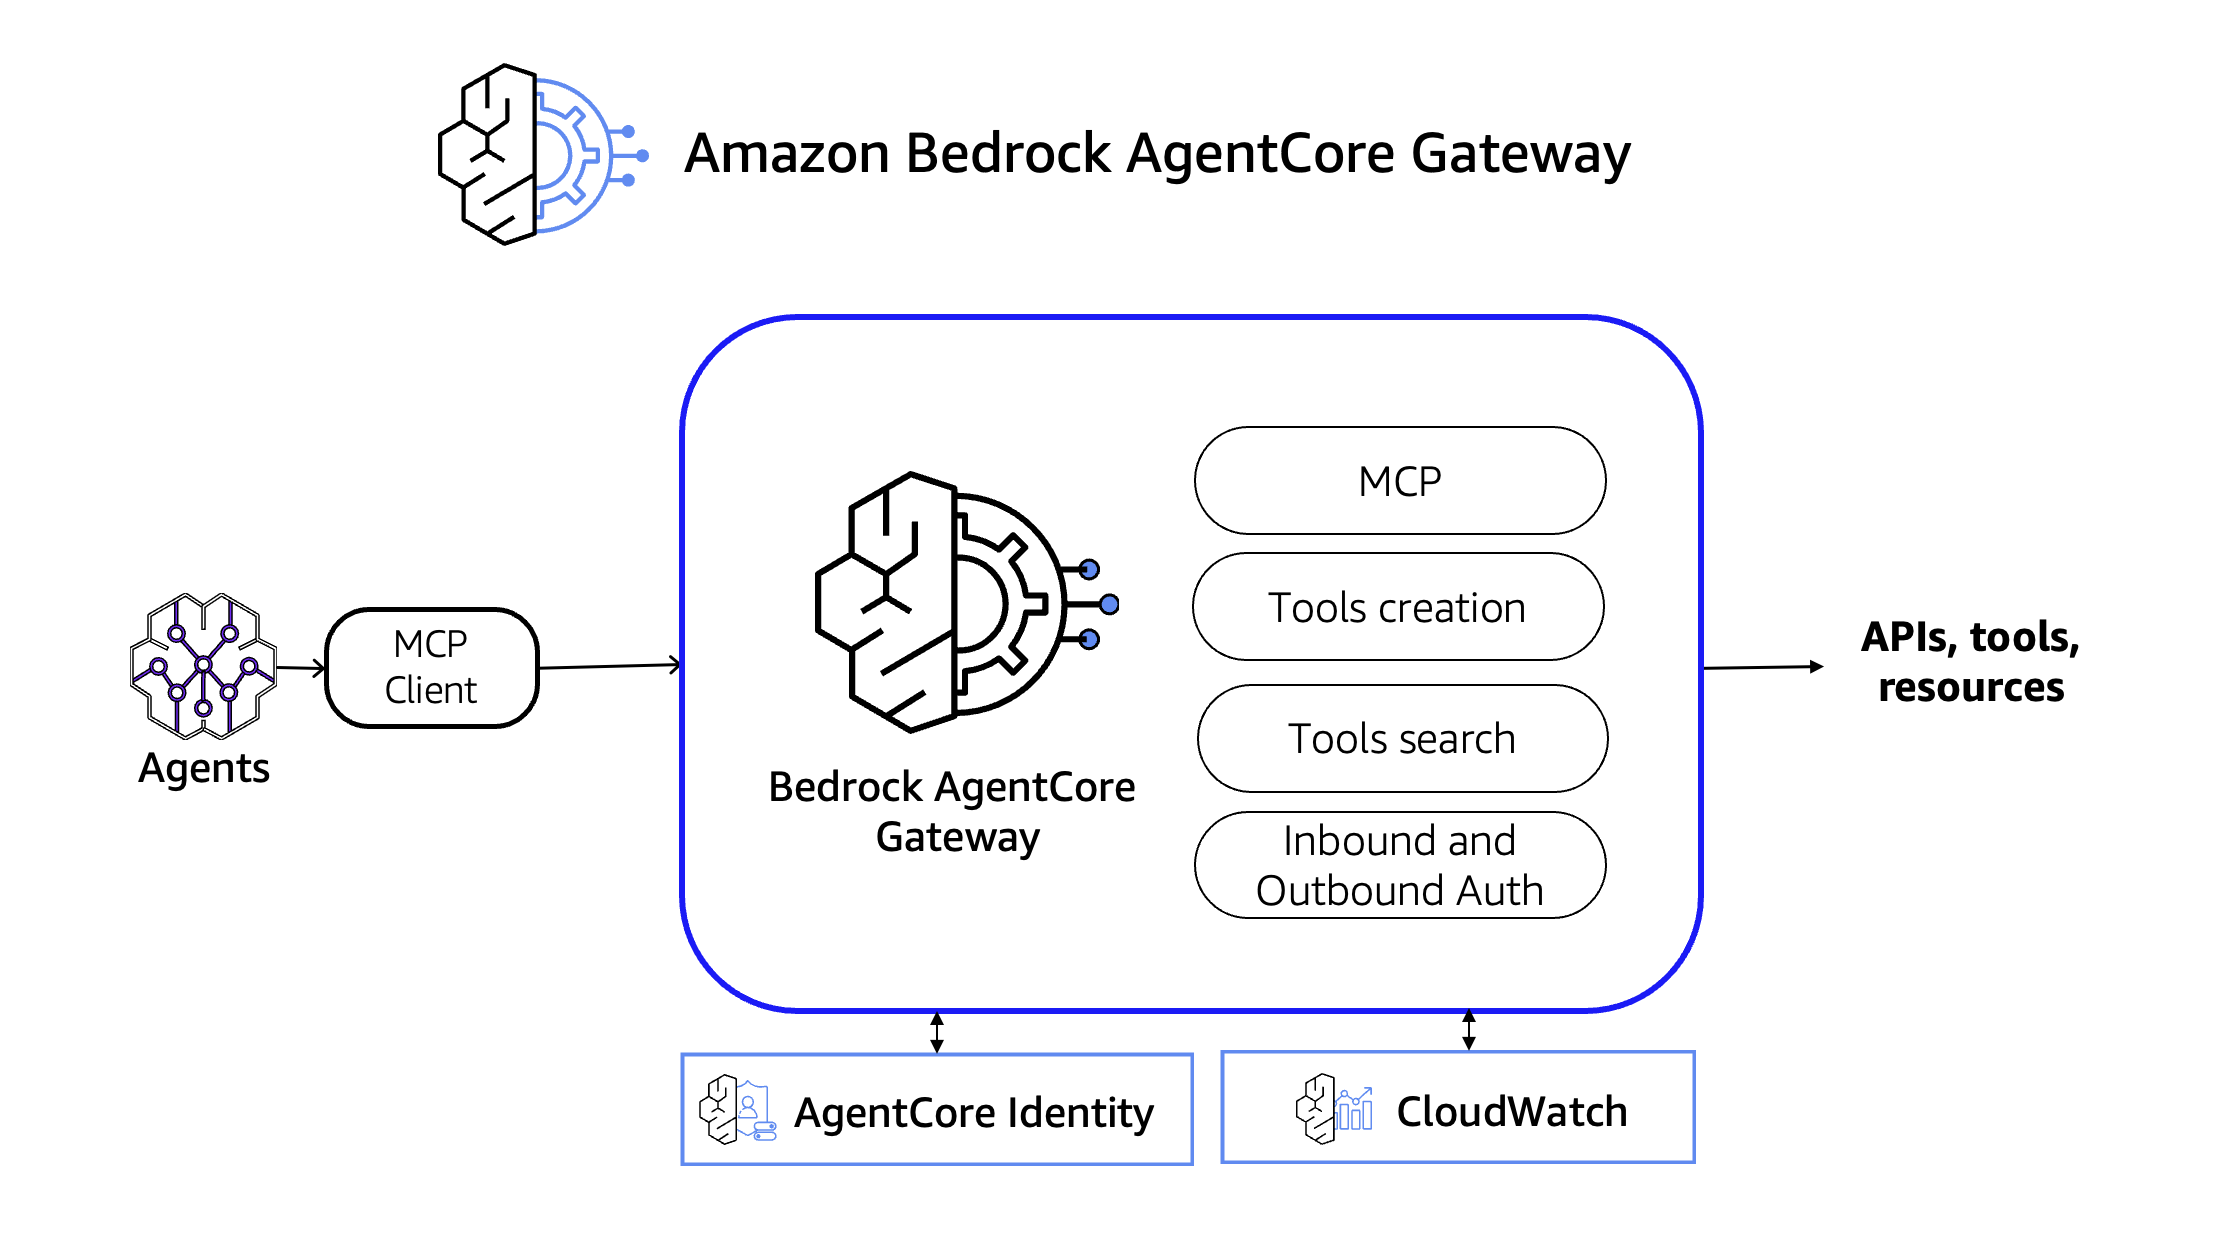 Amazon Bedrock AgentCore Gateway
Agents
MCP
Client
Bedrock AgentCore
Gateway
MCP
Tools creation
Tools search
Inbound and
Outbound Auth
APIs, tools,
resources
AgentCore Identity
CloudWatch